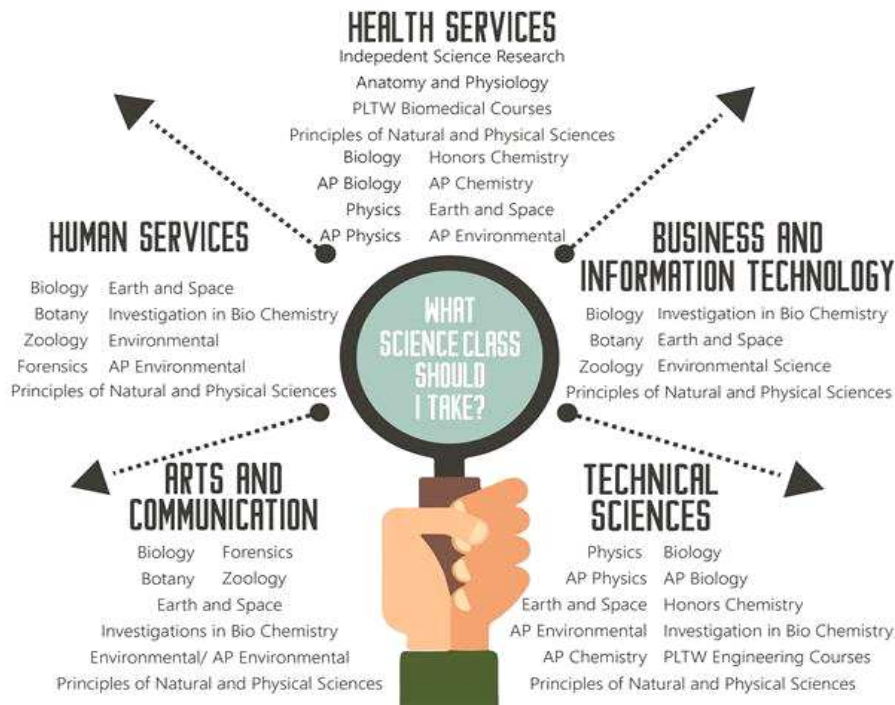 HEALTH SERVICES
Indepedent Science Research
Anatomy and Physiology
PLTW Biomedical Courses
Principles of Natural and Physical Sciences
Biology Honors Chemistry
AP Biology AP Chemistry
Physics Earth and Space
AP Physics AP Environmental
HUMAN SERVICES
Biology Earth and Space
Botany Investigation in Bio Chemistry
Zoology Environmental
Forensics AP Environmental
Principles of Natural and Physical Sciences
WHAT
SCIENCE CLASS
SHOULD
I TAKE?
BUSINESS AND
INFORMATION TECHNOLOGY
Biology Investigation in Bio Chemistry
Botany Earth and Space
Zoology Environmental Science
Principles of Natural and Physical Sciences
ARTS AND
COMMUNICATION
Biology Forensics
Botany Zoology
Earth and Space
Investigations in Bio Chemistry
Environmental/ AP Environmental
Principles of Natural and Physical Sciences
TECHNICAL
SCIENCES
Physics Biology
AP Physics AP Biology
Earth and Space Honors Chemistry
AP Environmental Investigation in Bio Chemistry
AP Chemistry PLTW Engineering Courses
Principles of Natural and Physical Sciences